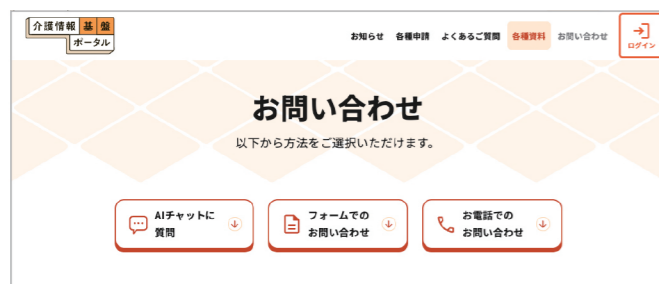 介護情報基盤
ポータル
お知らせ 各種申請 よくあるご質問 各種資料 お問い合わせ
ログイン
お問い合わせ
以下から方法をご選択いただけます。
AIチャットに
質問
フォームでの
お問い合わせ
お電話での
お問い合わせ